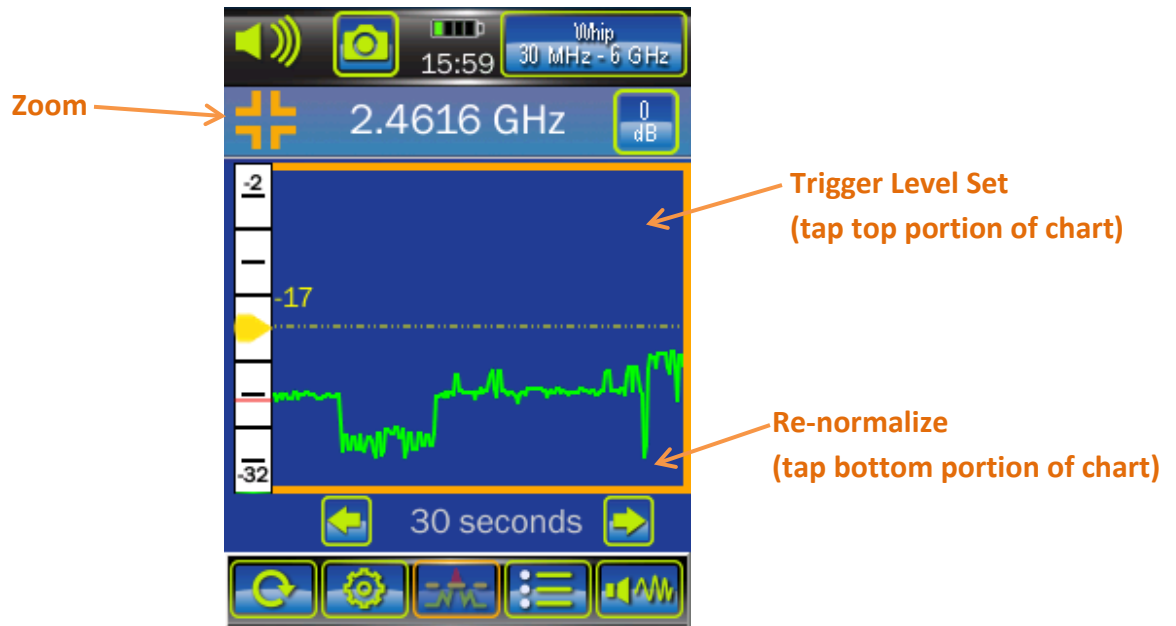 Whip
15:59
30 MHz - 6 GHz
Zoom
2.4616 GHz
0
dB
-2
Trigger Level Set
(tap top portion of chart)
-17
Re-normalize
(tap bottom portion of chart)
-32
30 seconds